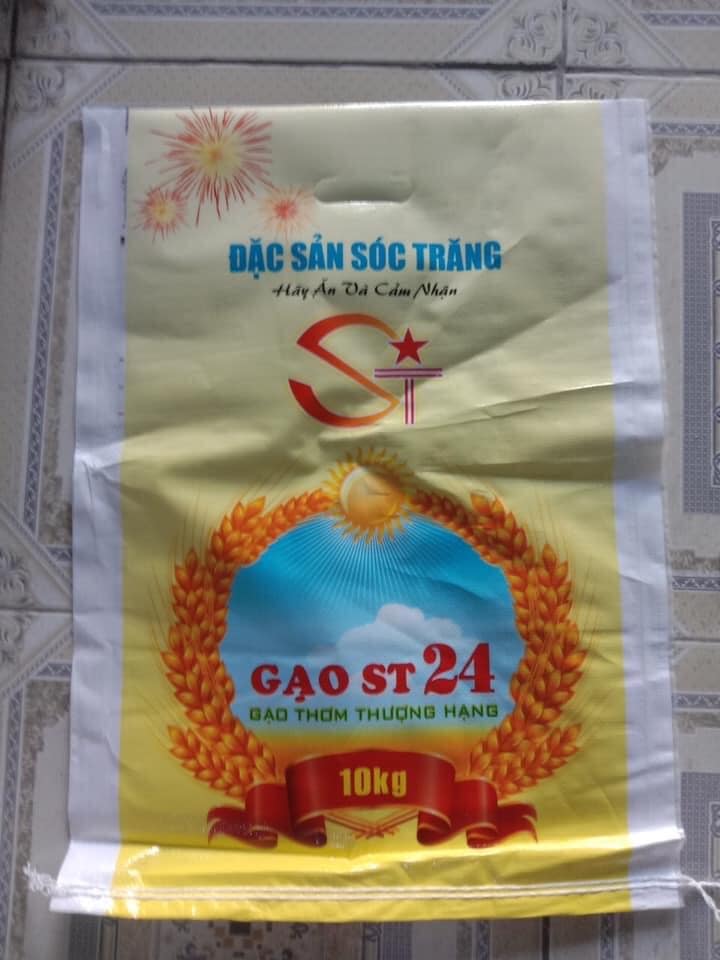 ĐẶC SẢN SÓC TRĂNG
Hãy Ăn Và Cảm Nhận
ST
GẠO ST 24
GẠO THƠM THƯỢNG HẠNG
10kg